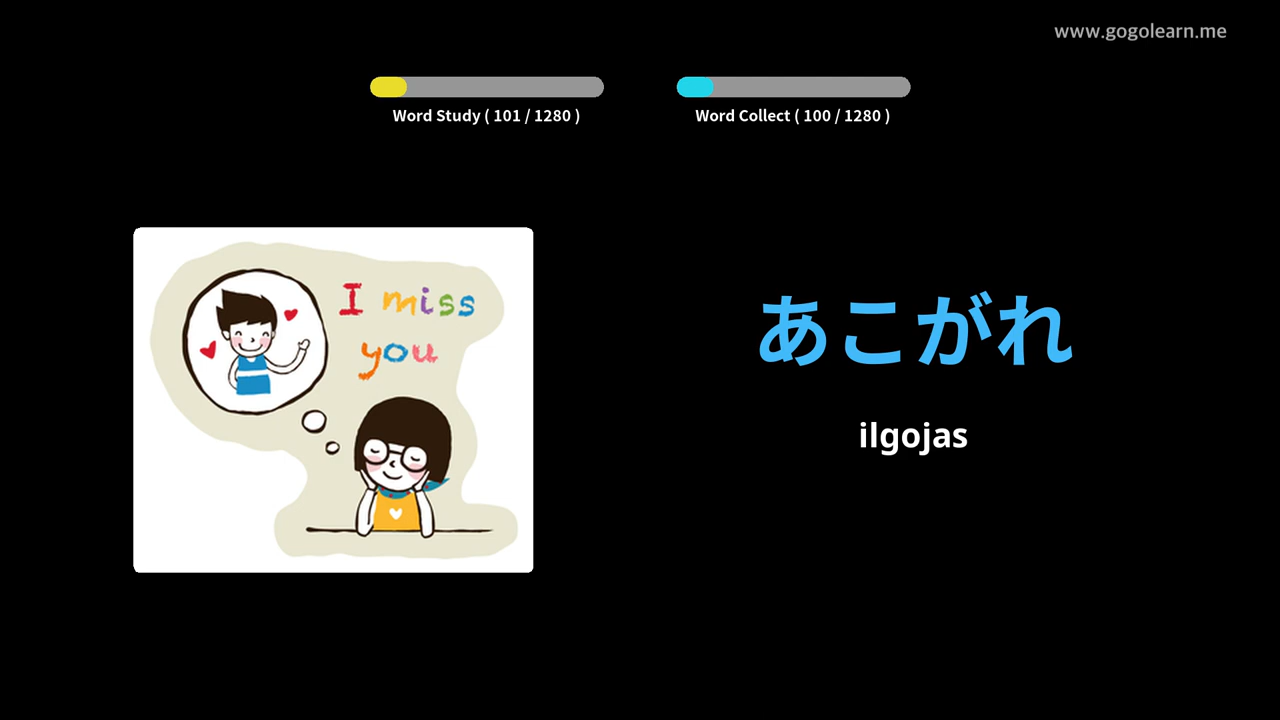 www.gogolearn.me
Word Study ( 101 / 1280 )
Word Collect ( 100 / 1280 )
I miss
you
あこがれ
ilgojas